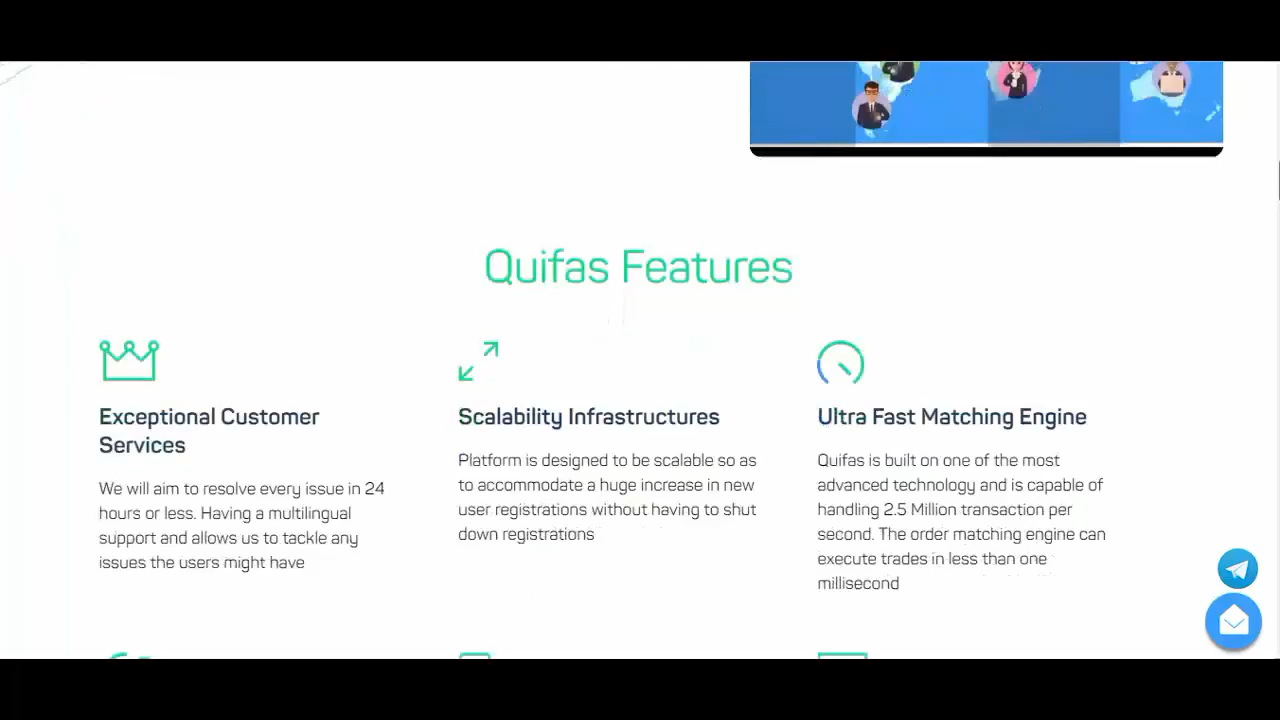 Quifas Features
Exceptional Customer
Services
We will aim to resolve every issue in 24
hours or less. Having a multilingual
support and allows us to tackle any
issues the users might have
Scalability Infrastructures
Platform is designed to be scalable so as
to accommodate a huge increase in new
user registrations without having to shut
down registrations
Ultra Fast Matching Engine
Quifas is built on one of the most
advanced technology and is capable of
handling 2.5 Million transaction per
second. The order matching engine can
execute trades in less than one
millisecond